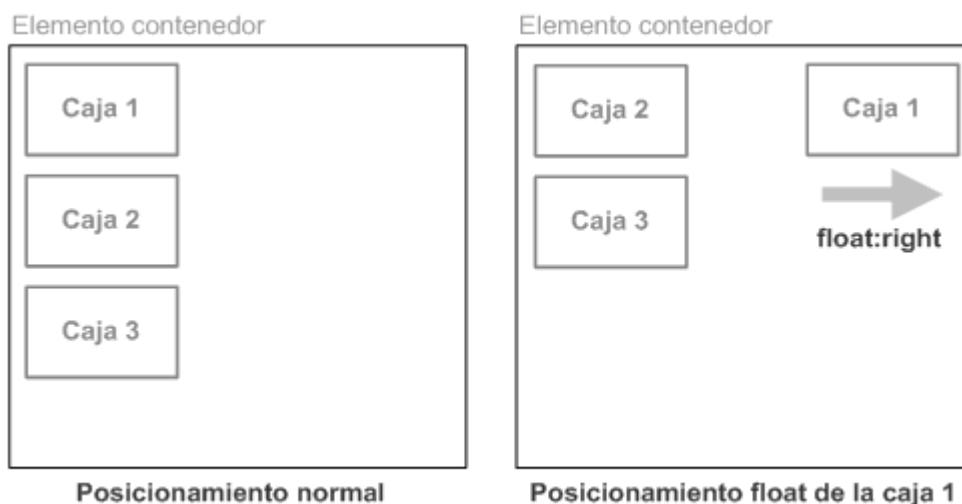 Elemento contenedor
Caja 1
Caja 2
Caja 3
Posicionamiento normal
Elemento contenedor
Caja 2
Caja 1
Caja 3
float:right
Posicionamiento float de la caja 1